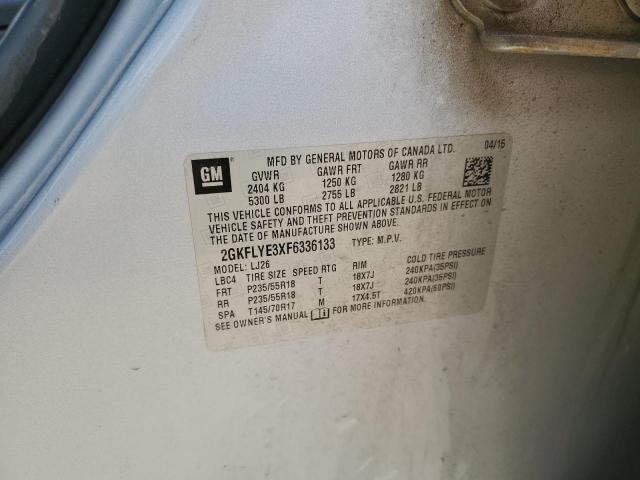 GM
MFD BY GENERAL MOTORS OF CANADA LTD. 04/15
GVWR GAWR FRT GAWR RR
2404 KG 1250 KG 1280 KG
5300 LB 2755 LB 2821 LB
THIS VEHICLE CONFORMS TO ALL APPLICABLE U.S. FEDERAL MOTOR
VEHICLE SAFETY AND THEFT PREVENTION STANDARDS IN EFFECT ON
THE DATE OF MANUFACTURE SHOWN ABOVE.
2GKFLYE3XF6336133 TYPE: M.P.V.
MODEL: LJ26
LBC4 TIRE SIZE SPEED RTG RIM COLD TIRE PRESSURE
FRT P235/55R18 T 18X7J 240KPA(35PSI)
RR P235/55R18 T 18X7J 240KPA(35PSI)
SPA T145/70R17 M 17X4.5T 420KPA(60PSI)
SEE OWNER'S MANUAL FOR MORE INFORMATION.